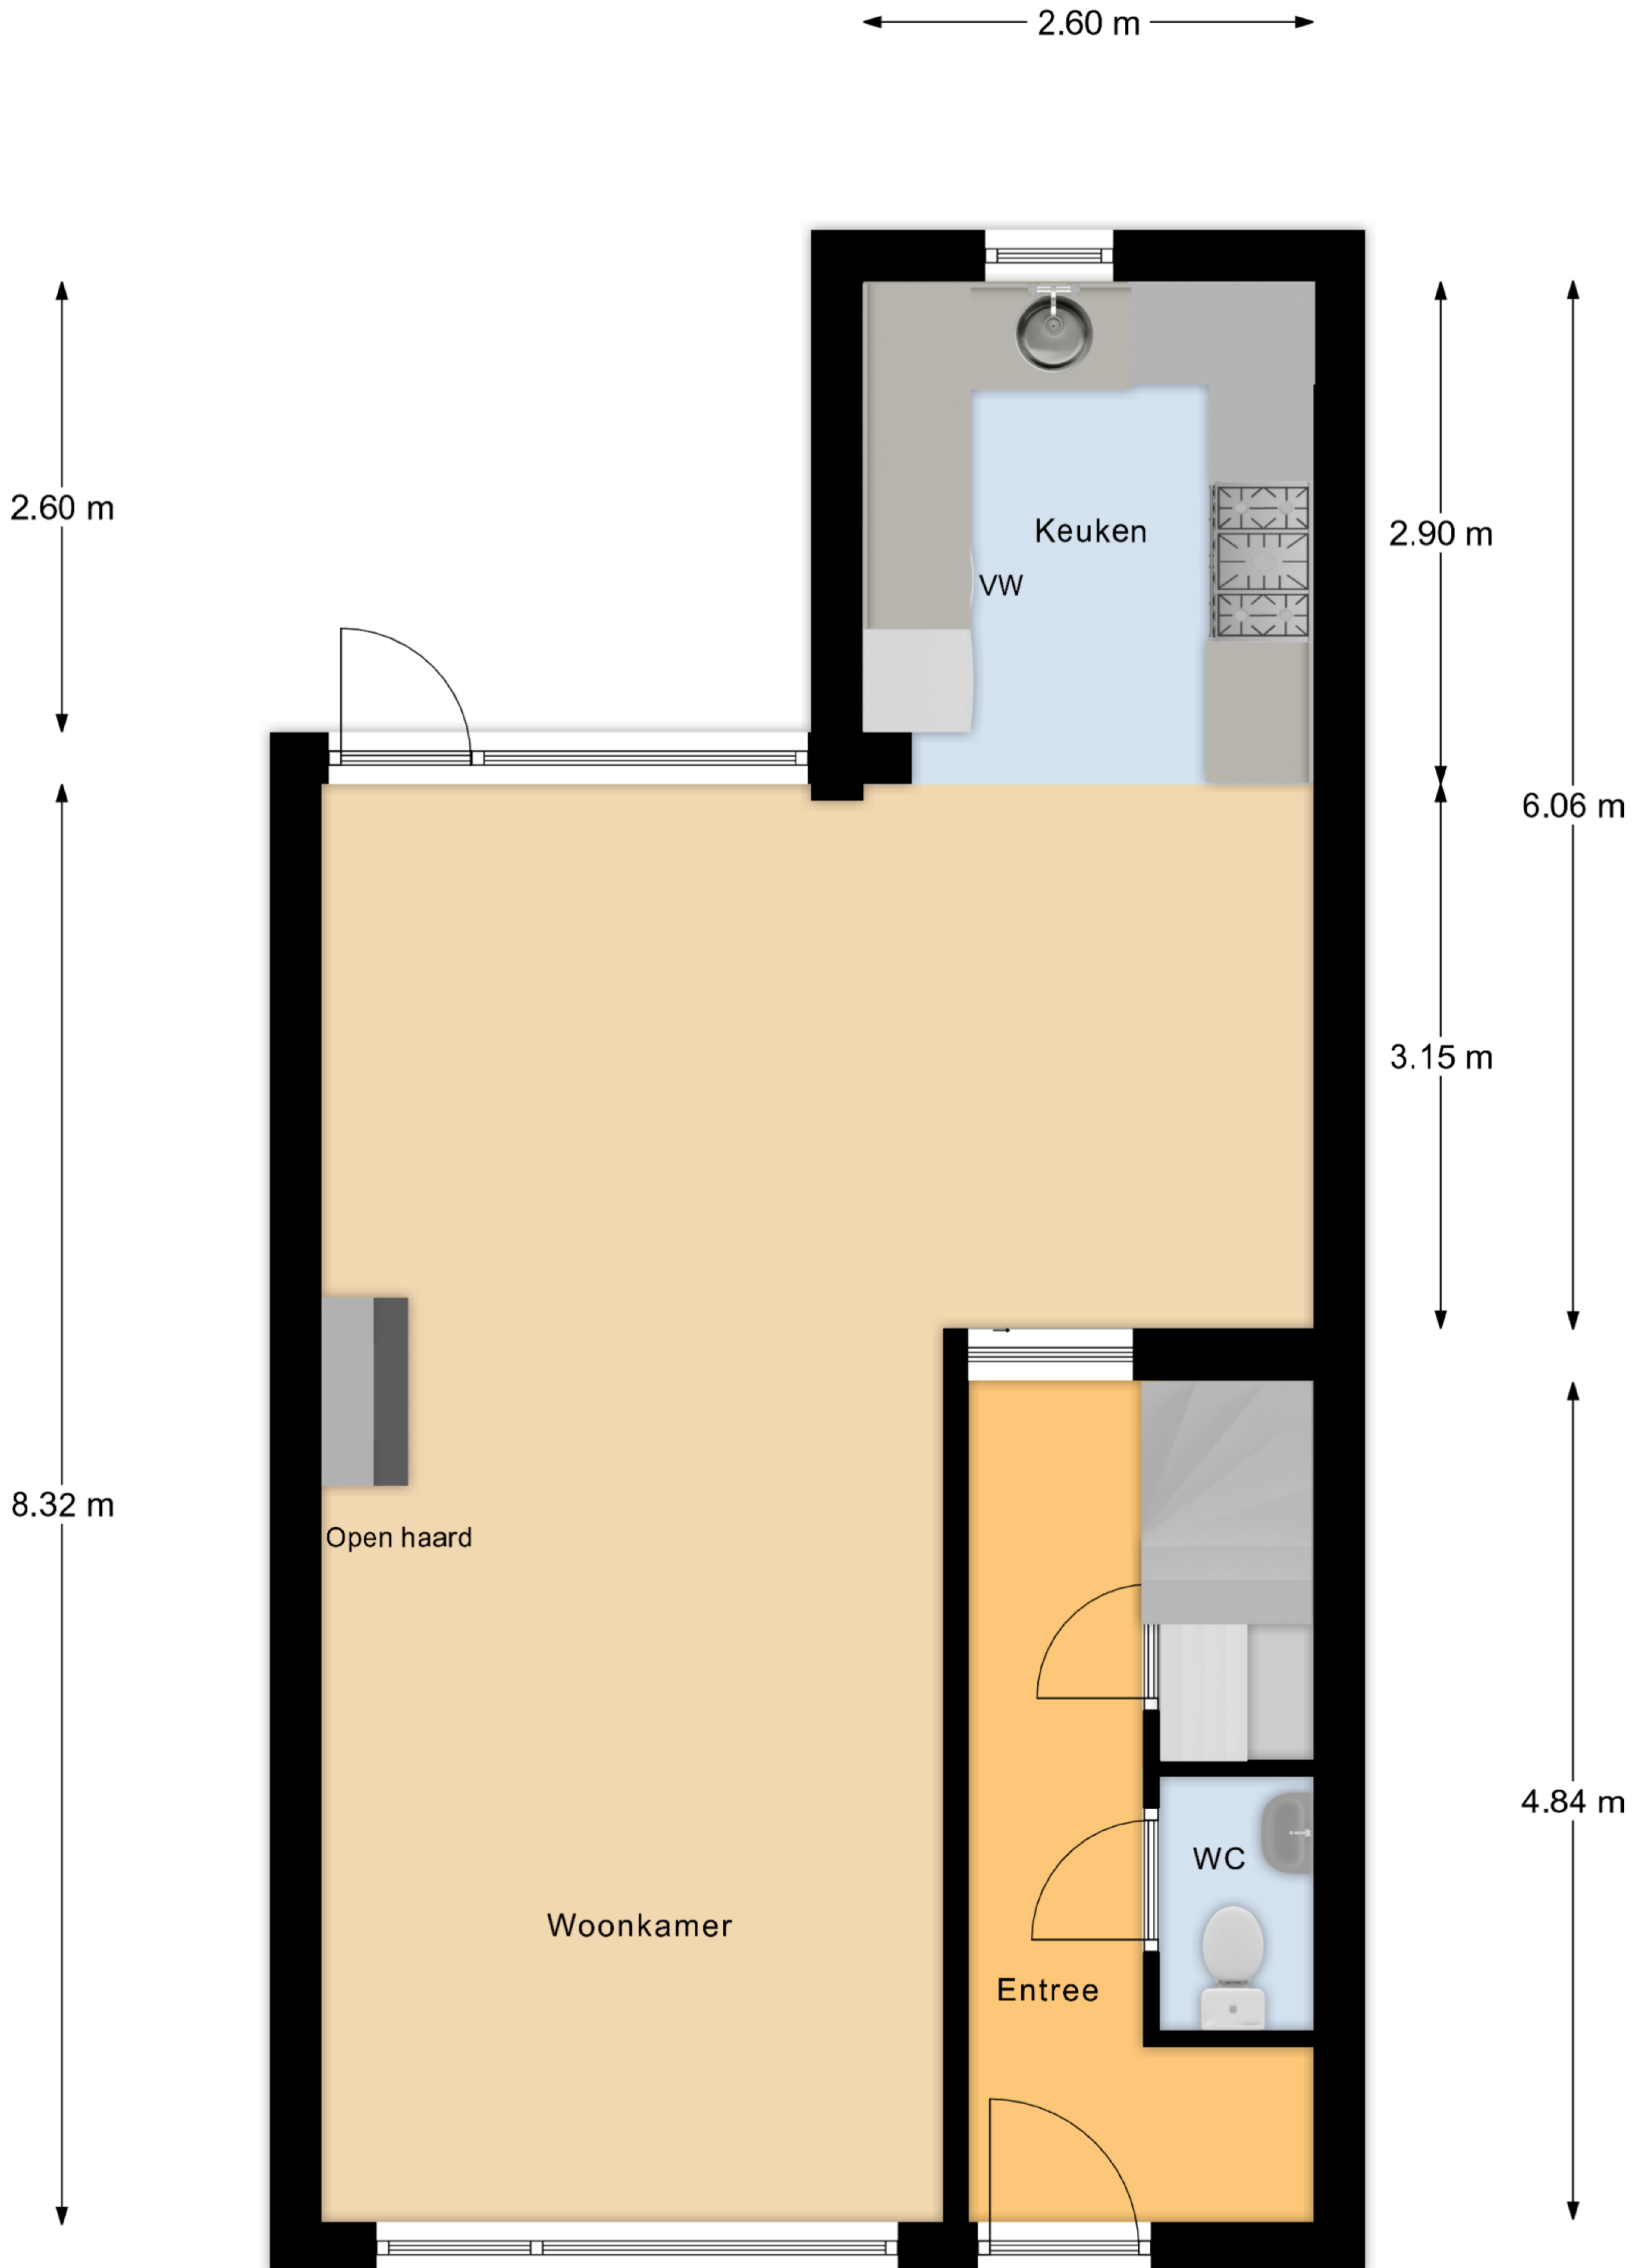 2.60 m
2.60 m
Keuken
2.90 m
VW
6.06 m
3.15 m
8.32 m
Open haard
4.84 m
WC
Woonkamer
Entree